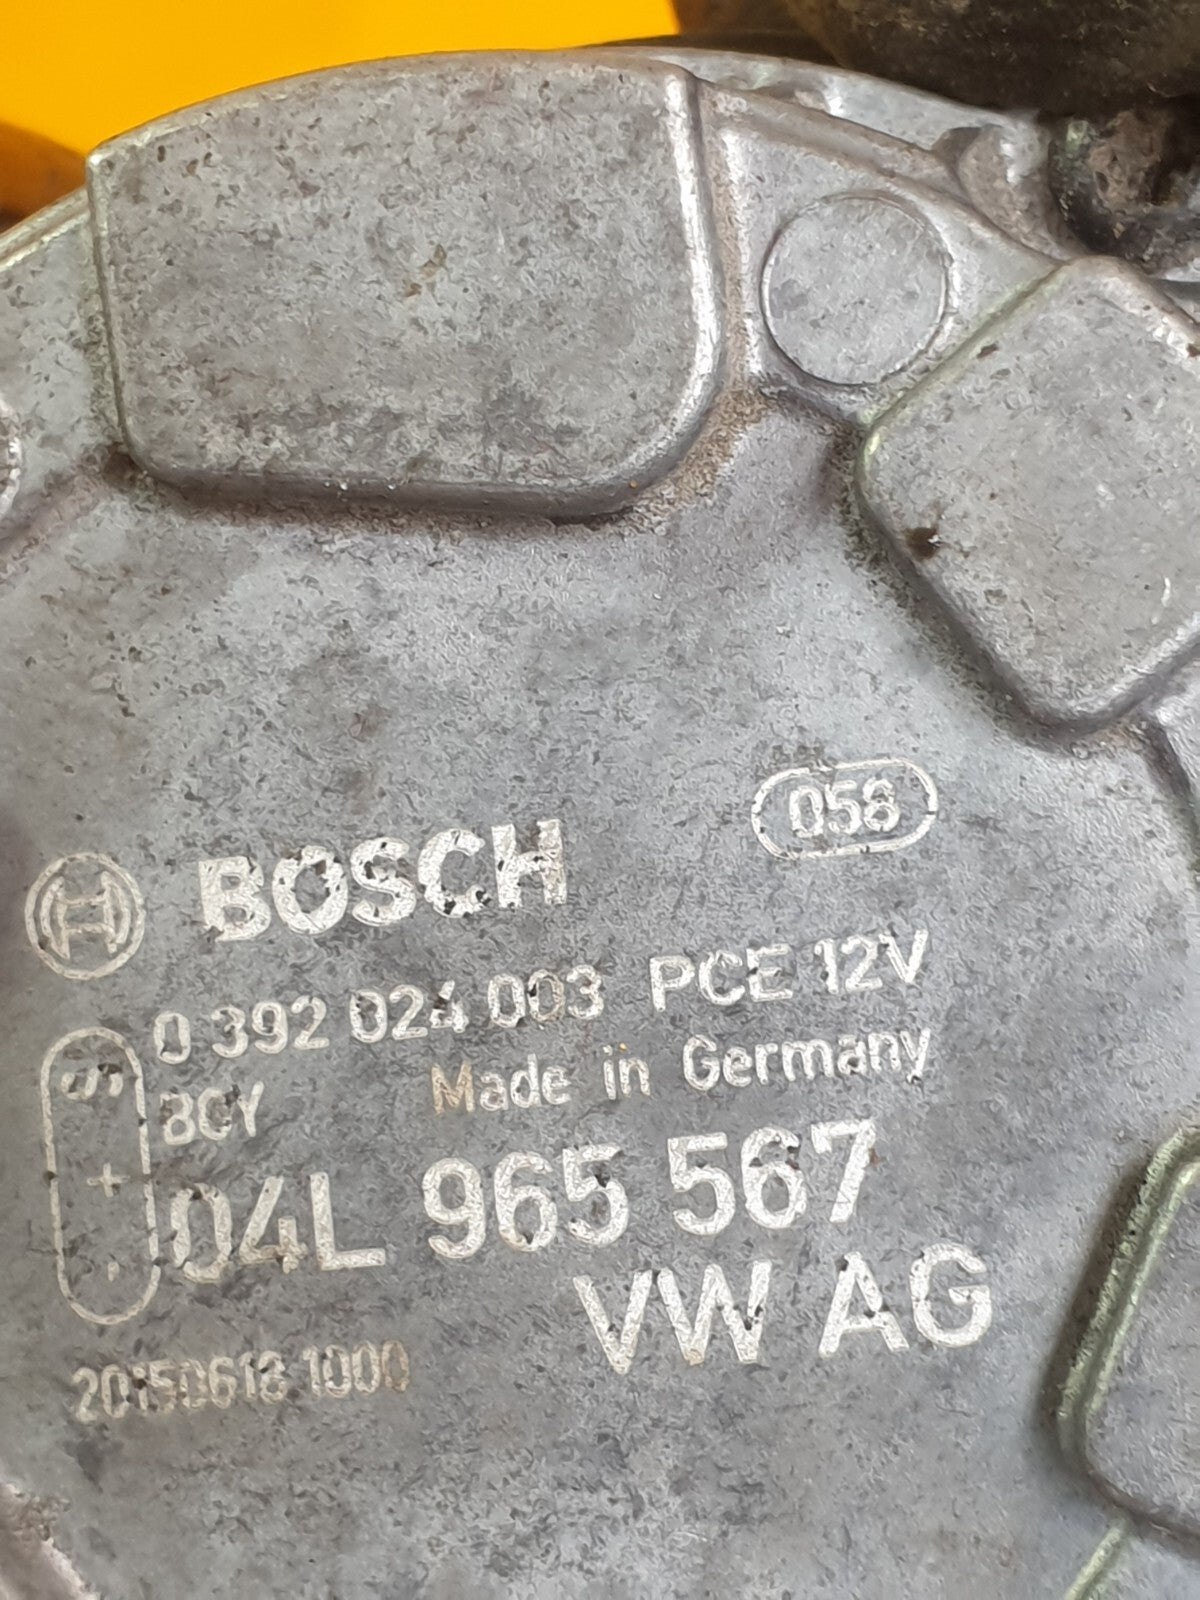 058
BOSCH
0 392 024 003 PCE 12V
BCY Made in Germany
+
-
04L 965 567
VW AG
20150618 1000